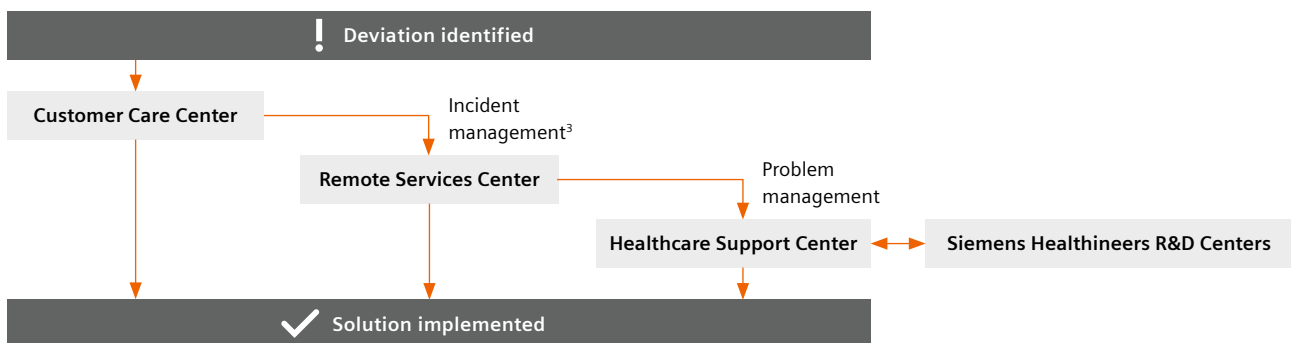 Deviation identified
Customer Care Center
Incident
management³
Remote Services Center
Problem
management
Healthcare Support Center
Siemens Healthineers R&D Centers
Solution implemented